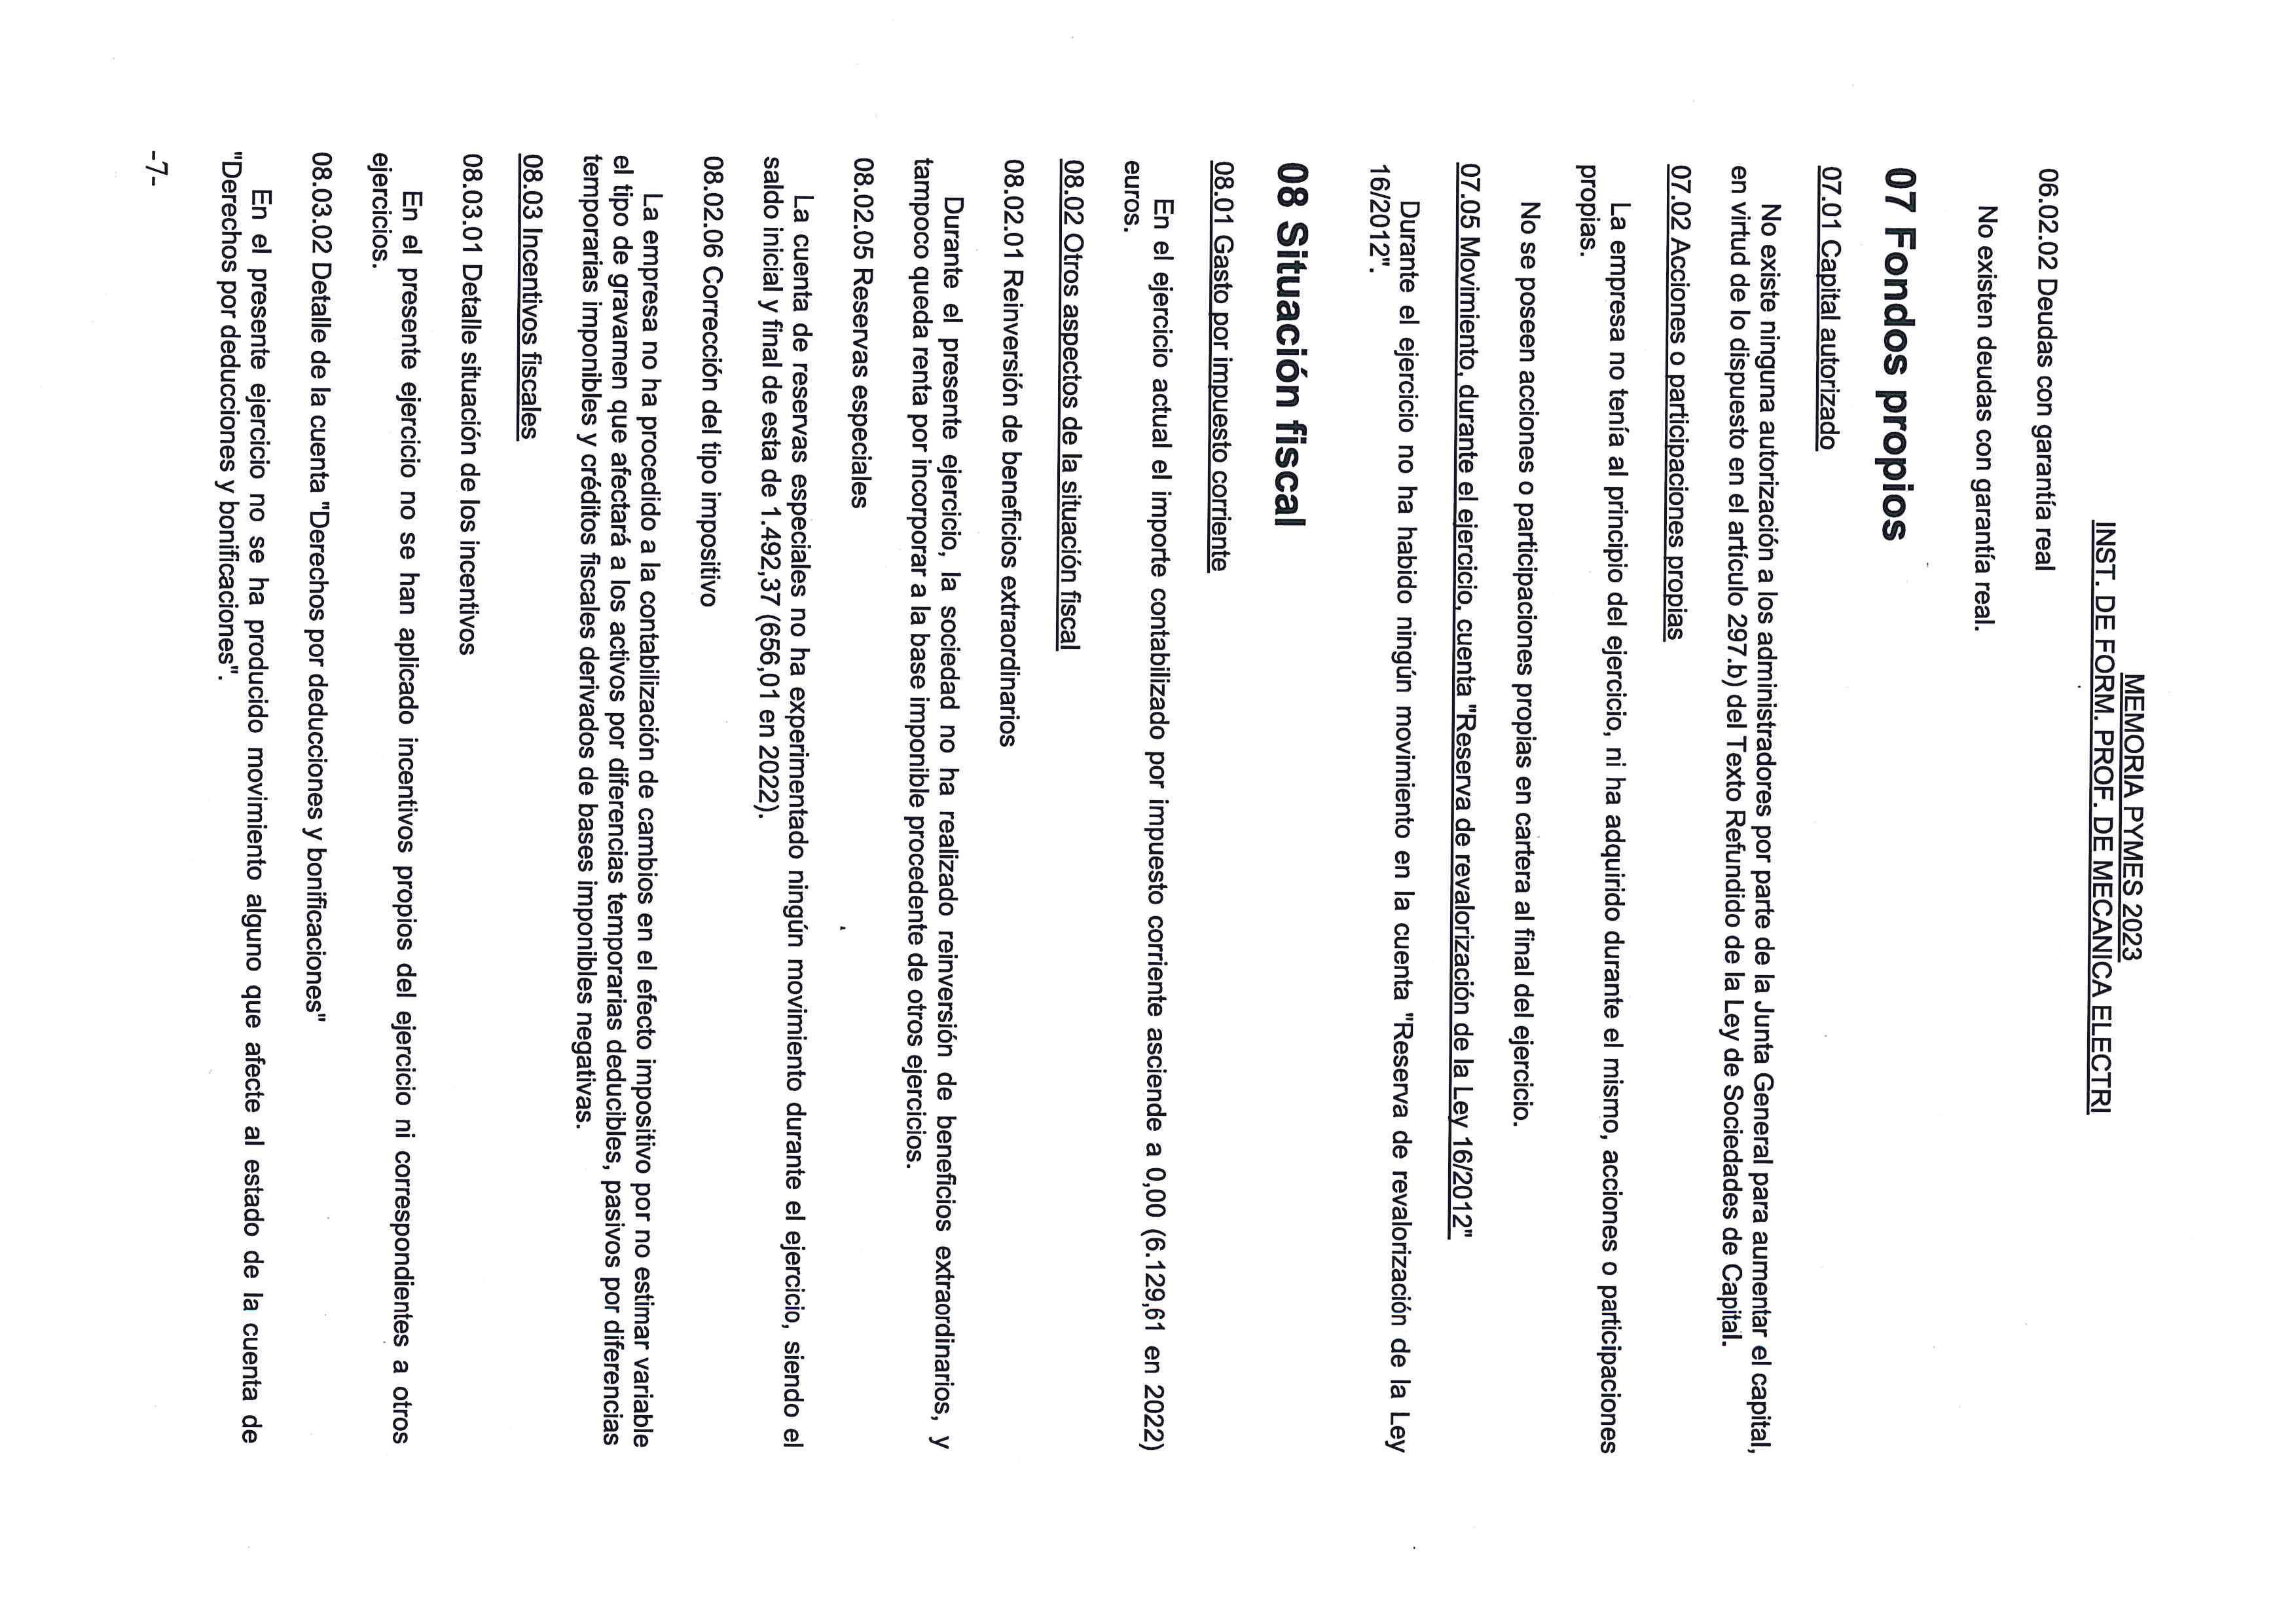 MEMORIA PYMES 2023
INST. DE FORM. PROF. DE MECANICA ELECTRI
06.02.02 Deudas con garantía real
No existen deudas con garantía real.
07 Fondos propios
07.01 Capital autorizado
No existe ninguna autorización a los administradores por parte de la Junta General para aumentar el capital,
en virtud de lo dispuesto en el artículo 297.b) del Texto Refundido de la Ley de Sociedades de Capital.
07.02 Acciones o participaciones propias
La empresa no tenía al principio del ejercicio, ni ha adquirido durante el mismo, acciones o participaciones
propias.
No se poseen acciones o participaciones propias en cartera al final del ejercicio.
07.05 Movimiento, durante el ejercicio, cuenta "Reserva de revalorización de la Ley 16/2012"
Durante el ejercicio no ha habido ningún movimiento en la cuenta "Reserva de revalorización de la Ley
16/2012".
08 Situación fiscal
08.01 Gasto por impuesto corriente
En el ejercicio actual el importe contabilizado por impuesto corriente asciende a 0,00 (6.129,61 en 2022)
euros.
08.02 Otros aspectos de la situación fiscal
08.02.01 Reinversión de beneficios extraordinarios
Durante el presente ejercicio, la sociedad no ha realizado reinversión de beneficios extraordinarios, y
tampoco queda renta por incorporar a la base imponible procedente de otros ejercicios.
08.02.05 Reservas especiales
La cuenta de reservas especiales no ha experimentado ningún movimiento durante el ejercicio, siendo el
saldo inicial y final de esta de 1.492,37 (656,01 en 2022).
08.02.06 Corrección del tipo impositivo
La empresa no ha procedido a la contabilización de cambios en el efecto impositivo por no estimar variable
el tipo de gravamen que afectará a los activos por diferencias temporarias deducibles, pasivos por diferencias
temporarias imponibles y créditos fiscales derivados de bases imponibles negativas.
08.03 Incentivos fiscales
08.03.01 Detalle situación de los incentivos
En el presente ejercicio no se han aplicado incentivos propios del ejercicio ni correspondientes a otros
ejercicios.
08.03.02 Detalle de la cuenta "Derechos por deducciones y bonificaciones"
En el presente ejercicio no se ha producido movimiento alguno que afecte al estado de la cuenta de
"Derechos por deducciones y bonificaciones".
-7-